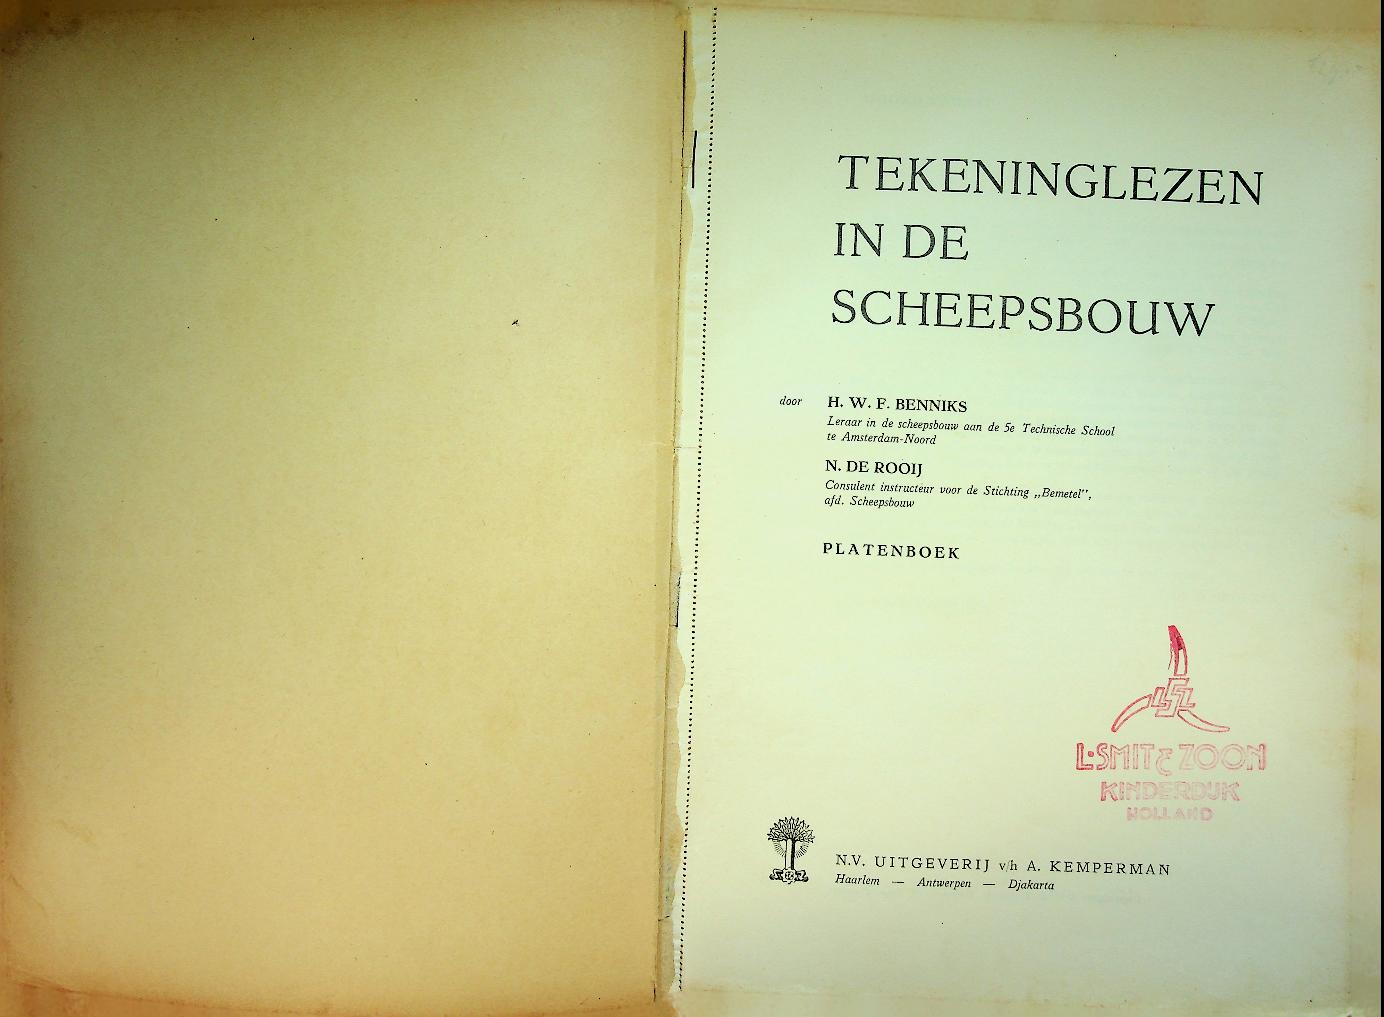 TEKENINGLEZEN
IN DE
SCHEEPSBOUW
door H. W. F. BENNIKS
Leraar in de scheepsbouw aan de 5e Technische School
te Amsterdam-Noord
N. DE ROOIJ
Consulent instructeur voor de Stichting „Bemetel”,
afd. Scheepsbouw
PLATENBOEK
LSZ
L·SMIT & ZOON
KINDERDIJK
HOLLAND
N.V. UITGEVERIJ v/h A. KEMPERMAN
Haarlem — Antwerpen — Djakarta